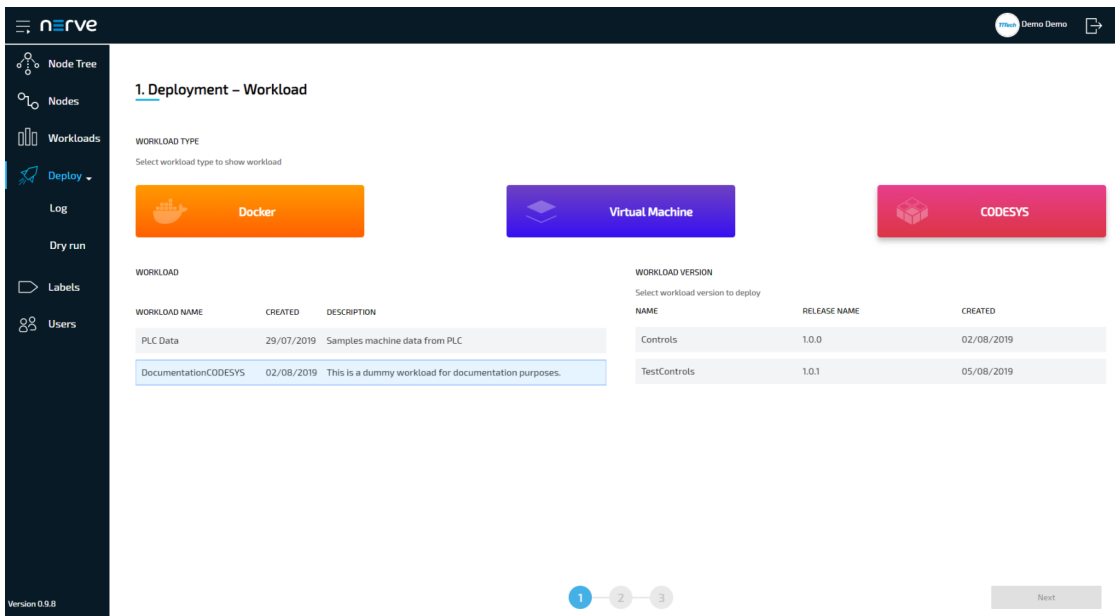 nerve
TTTech Demo Demo
Node Tree
Nodes
Workloads
Deploy
Log
Dry run
Labels
Users
Version 0.9.8
1. Deployment – Workload
WORKLOAD TYPE
Select workload type to show workload
Docker
Virtual Machine
CODESYS
WORKLOAD
WORKLOAD NAME CREATED DESCRIPTION
PLC Data 29/07/2019 Samples machine data from PLC
DocumentationCODESYS 02/08/2019 This is a dummy workload for documentation purposes.
WORKLOAD VERSION
Select workload version to deploy
NAME RELEASE NAME CREATED
Controls 1.0.0 02/08/2019
TestControls 1.0.1 05/08/2019
1 2 3
Next